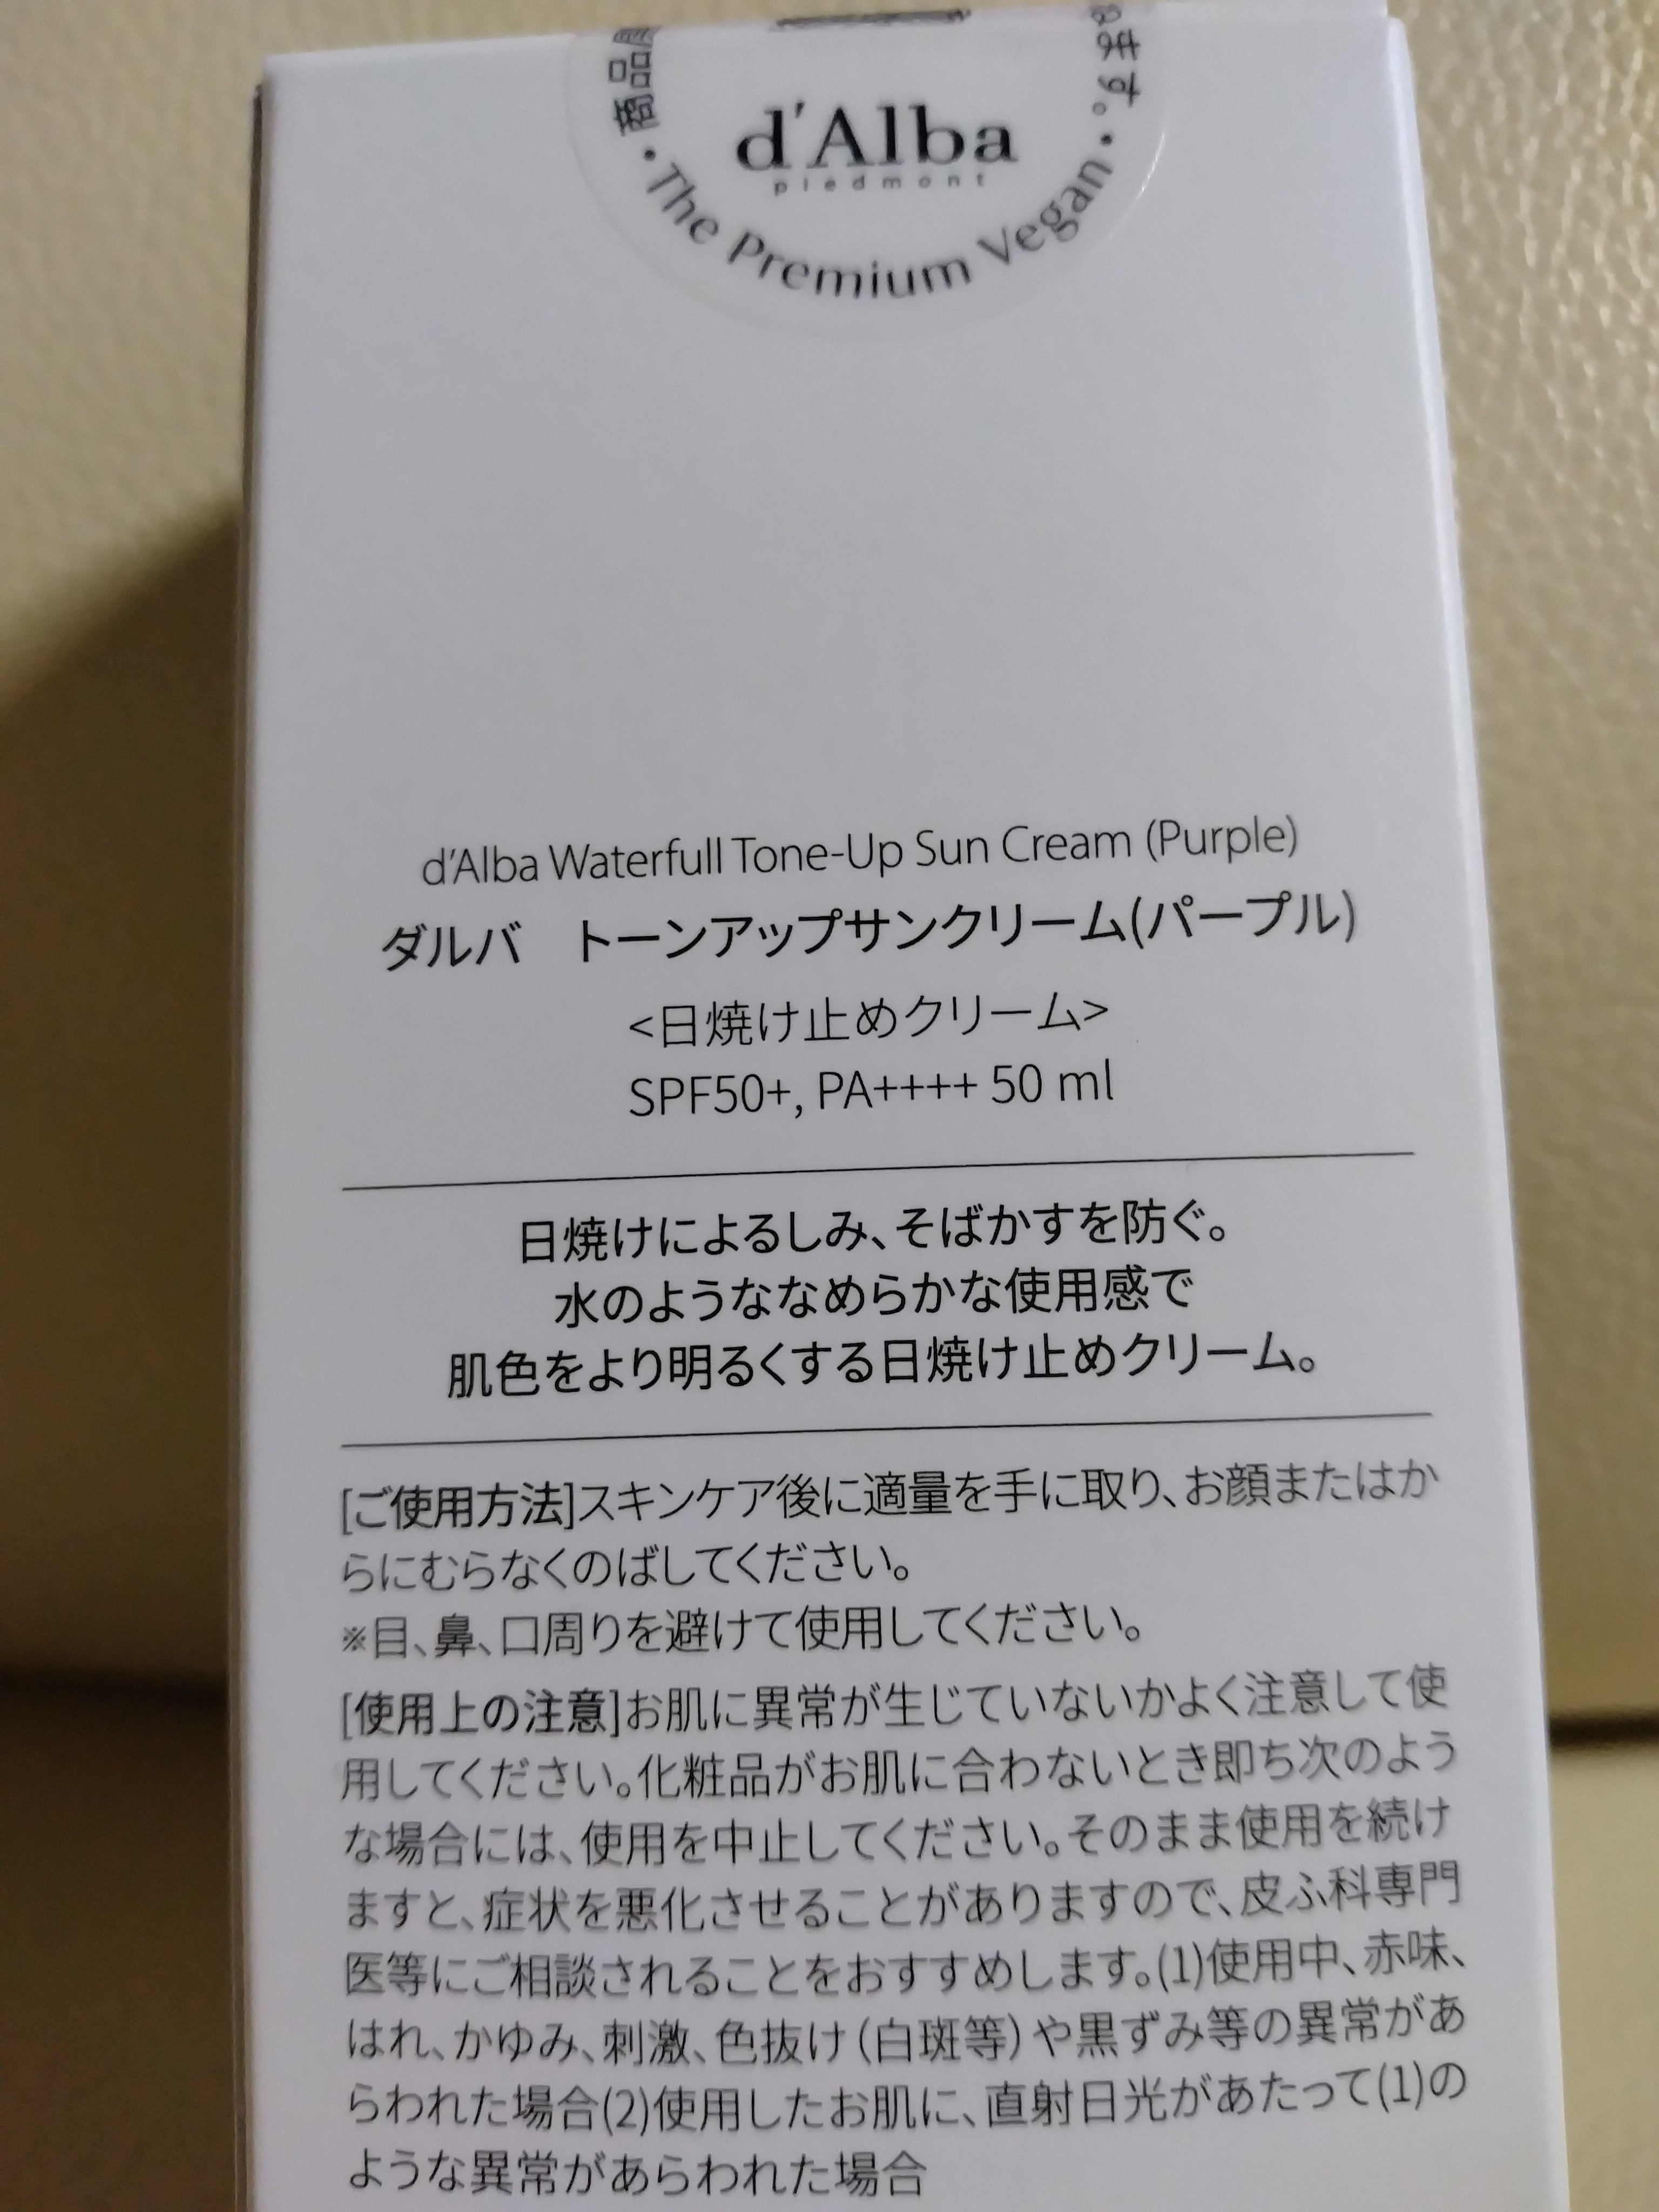 商品
ます。
d'Alba
piedmont
• The Premium Vegan •
d'Alba Waterfull Tone-Up Sun Cream (Purple)
ダルバ　トーンアップサンクリーム(パープル)
<日焼け止めクリーム>
SPF50+, PA++++ 50 ml
日焼けによるしみ、そばかすを防ぐ。
水のようななめらかな使用感で
肌色をより明るくする日焼け止めクリーム。
[ご使用方法]スキンケア後に適量を手に取り、お顔またはか
らにむらなくのばしてください。
※目、鼻、口周りを避けて使用してください。
[使用上の注意]お肌に異常が生じていないかよく注意して使
用してください。化粧品がお肌に合わないとき即ち次のよう
な場合には、使用を中止してください。そのまま使用を続け
ますと、症状を悪化させることがありますので、皮ふ科専門
医等にご相談されることをおすすめします。(1)使用中、赤味、
はれ、かゆみ、刺激、色抜け（白斑等）や黒ずみ等の異常があ
らわれた場合(2)使用したお肌に、直射日光があたって(1)の
ような異常があらわれた場合